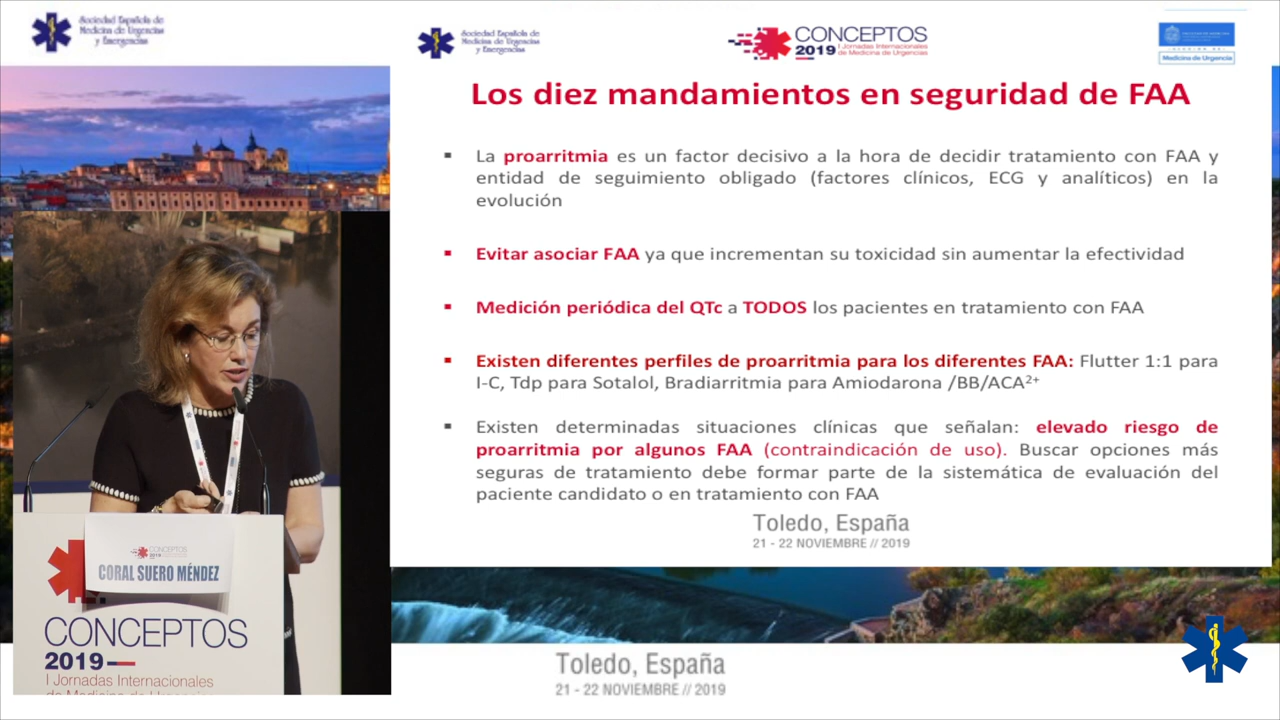 Sociedad Española de
Medicina de Urgencias
y Emergencias
Sociedad Española de
Medicina de Urgencias
y Emergencias
CONCEPTOS
2019 I Jornadas Internacionales
de Medicina de Urgencias
Medicina de Urgencia
Los diez mandamientos en seguridad de FAA
▪ La proarritmia es un factor decisivo a la hora de decidir tratamiento con FAA y
entidad de seguimiento obligado (factores clínicos, ECG y analíticos) en la
evolución
▪ Evitar asociar FAA ya que incrementan su toxicidad sin aumentar la efectividad
▪ Medición periódica del QTc a TODOS los pacientes en tratamiento con FAA
▪ Existen diferentes perfiles de proarritmia para los diferentes FAA: Flutter 1:1 para
I-C, Tdp para Sotalol, Bradiarritmia para Amiodarona /BB/ACA²⁺
▪ Existen determinadas situaciones clínicas que señalan: elevado riesgo de
proarritmia por algunos FAA (contraindicación de uso). Buscar opciones más
seguras de tratamiento debe formar parte de la sistemática de evaluación del
paciente candidato o en tratamiento con FAA
Toledo, España
21 - 22 NOVIEMBRE // 2019
CONCEPTOS
2019
CORAL SUERO MÉNDEZ
CONCEPTOS
2019
I Jornadas Internacionales
de Medicina de Urgencias
Toledo, España
21 - 22 NOVIEMBRE // 2019